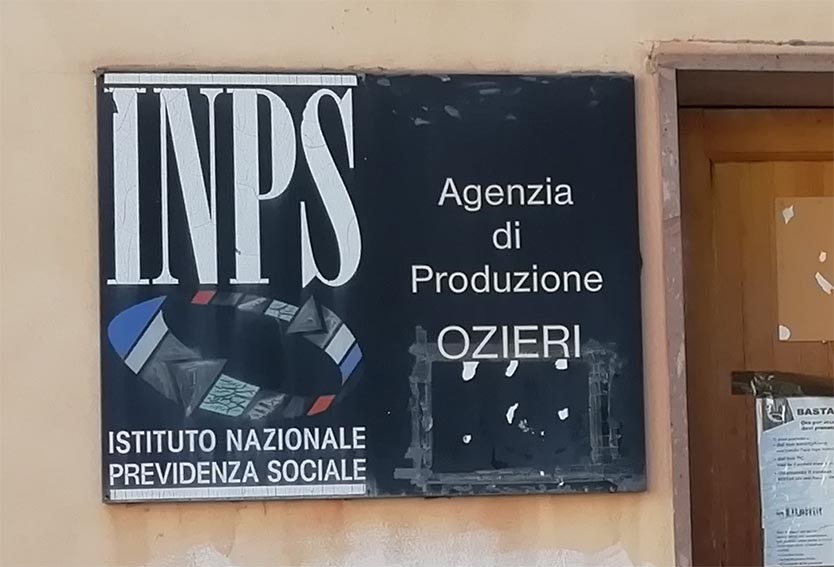 INPS
ISTITUTO NAZIONALE
PREVIDENZA SOCIALE
Agenzia
di
Produzione
OZIERI
BASTA